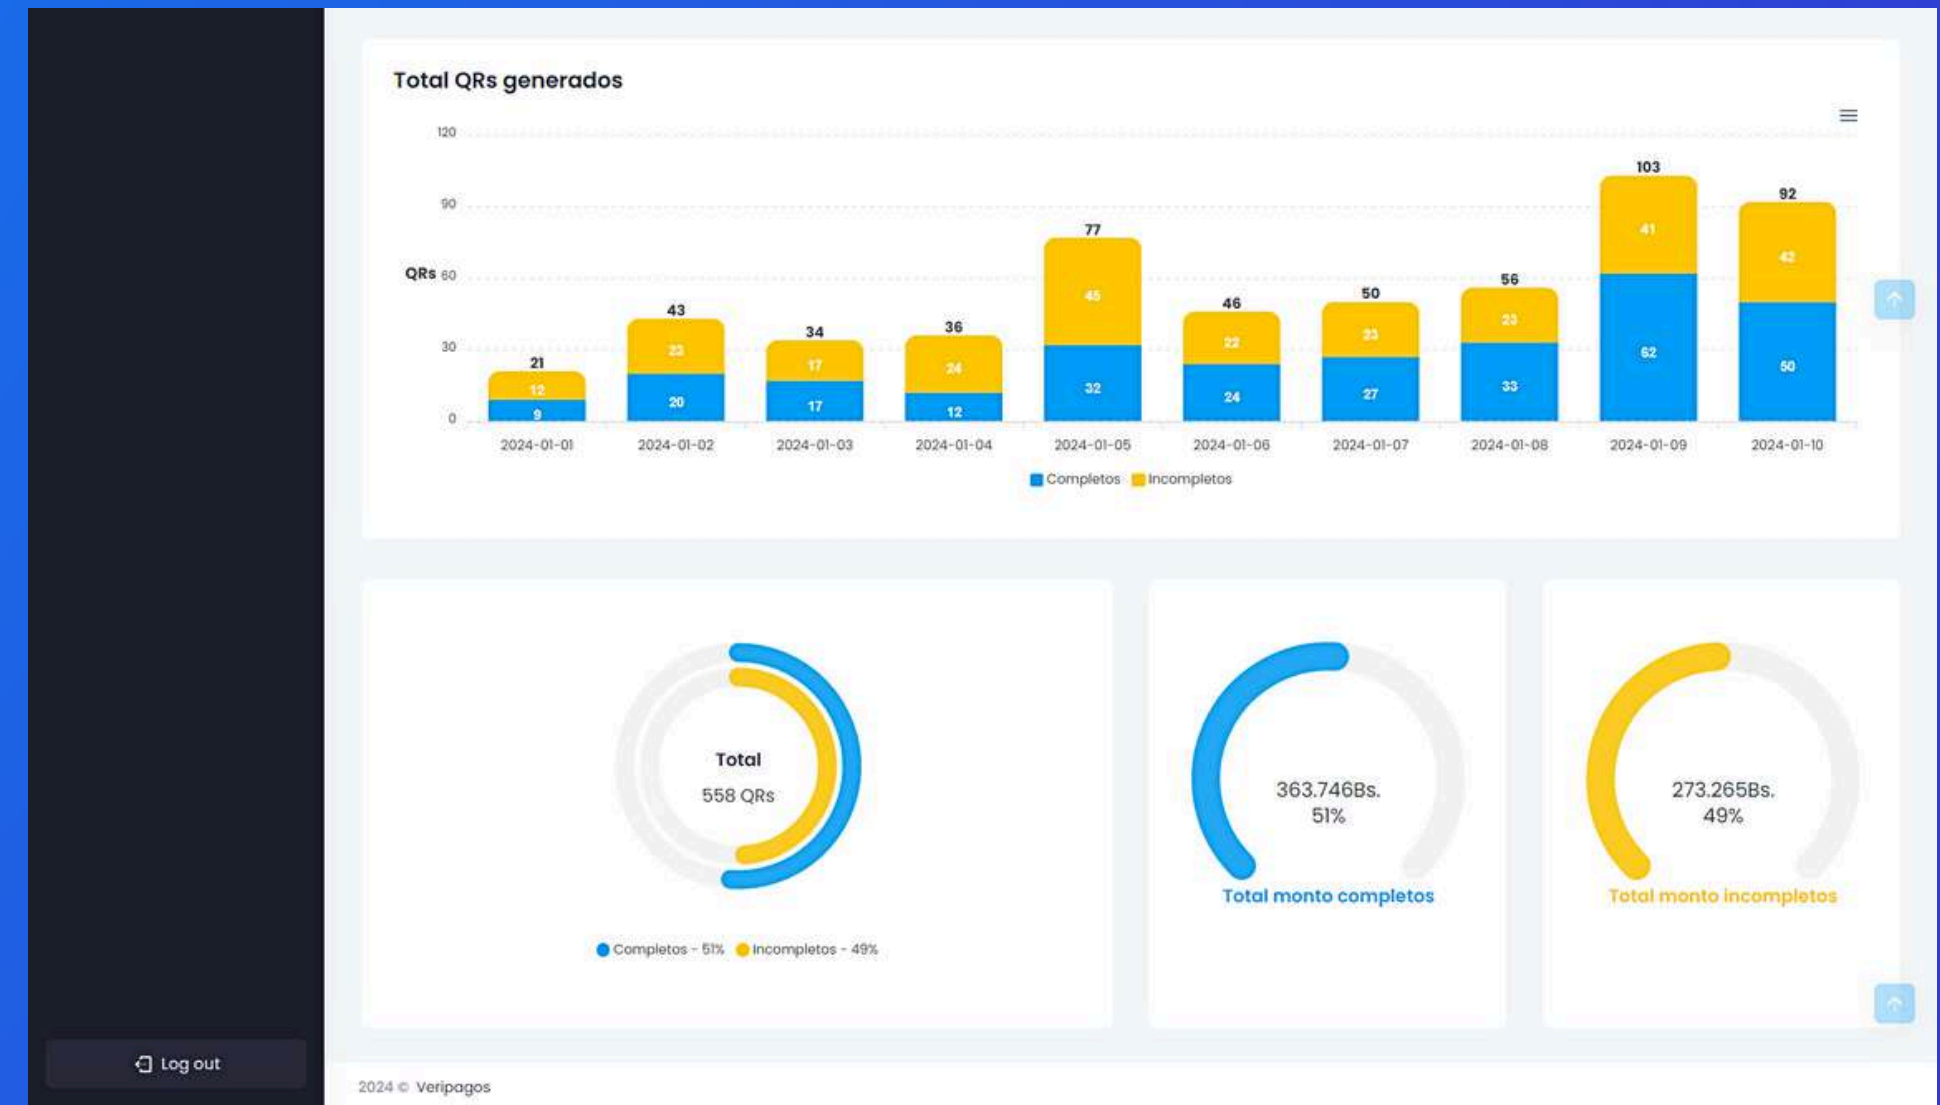 Total QRs generados
120
90
QRs 60
30
0
21
12
9
43
23
20
34
17
17
36
24
12
77
45
32
46
22
24
50
23
27
56
23
33
103
41
62
92
42
50
2024-01-01 2024-01-02 2024-01-03 2024-01-04 2024-01-05 2024-01-06 2024-01-07 2024-01-08 2024-01-09 2024-01-10
Completos Incompletos
Total
558 QRs
Completos - 51% Incompletos - 49%
363.746Bs.
51%
Total monto completos
273.265Bs.
49%
Total monto incompletos
Log out
2024 © Veripagos